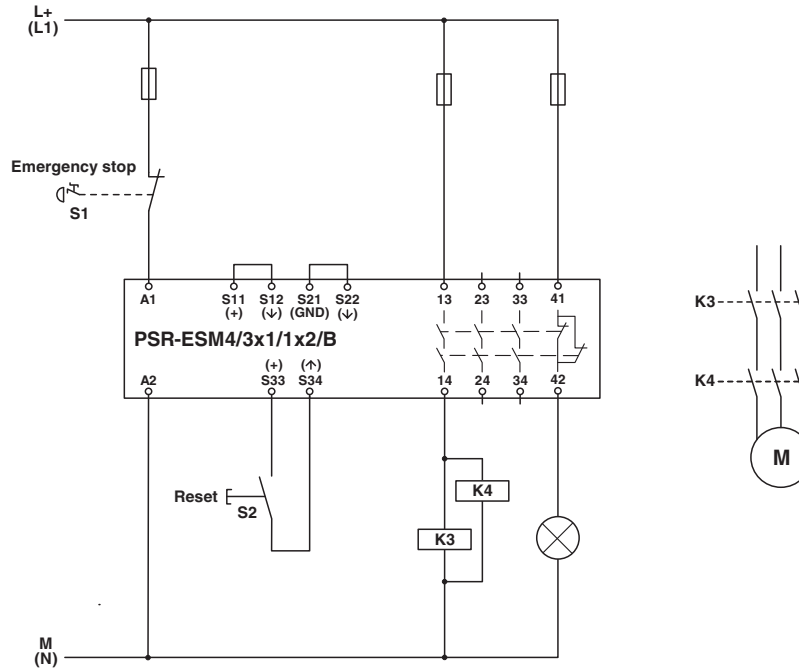 L+
(L1)
Emergency stop
S1
A1
S11
(+)
S12
(↓)
S21
(GND)
S22
(↓)
13
23
33
41
PSR-ESM4/3x1/1x2/B
A2
(+)
S33
(↑)
S34
14
24
34
42
Reset
S2
K4
K3
M
(N)
K3
K4
M